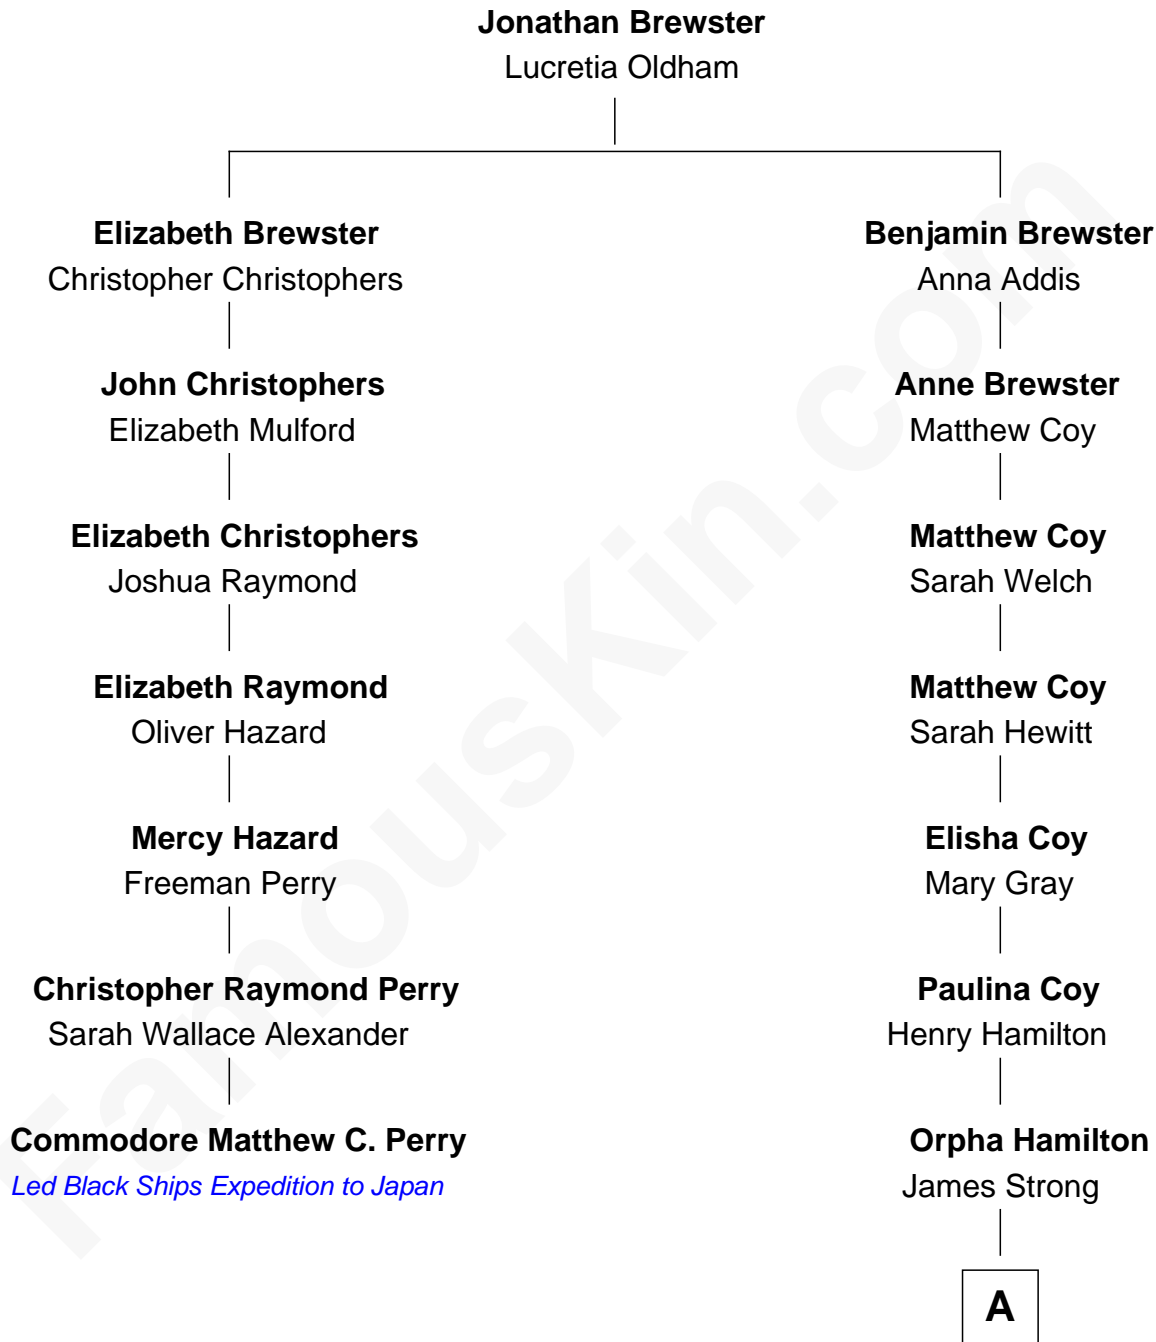 Jonathan Brewster
Lucretia Oldham
Elizabeth Brewster
Christopher Christophers
Benjamin Brewster
Anna Addis
John Christophers
Elizabeth Mulford
Anne Brewster
Matthew Coy
Elizabeth Christophers
Joshua Raymond
Matthew Coy
Sarah Welch
Elizabeth Raymond
Oliver Hazard
Matthew Coy
Sarah Hewitt
Mercy Hazard
Freeman Perry
Elisha Coy
Mary Gray
Christopher Raymond Perry
Sarah Wallace Alexander
Paulina Coy
Henry Hamilton
Commodore Matthew C. Perry
Led Black Ships Expedition to Japan
Orpha Hamilton
James Strong
A
FamousKin.com